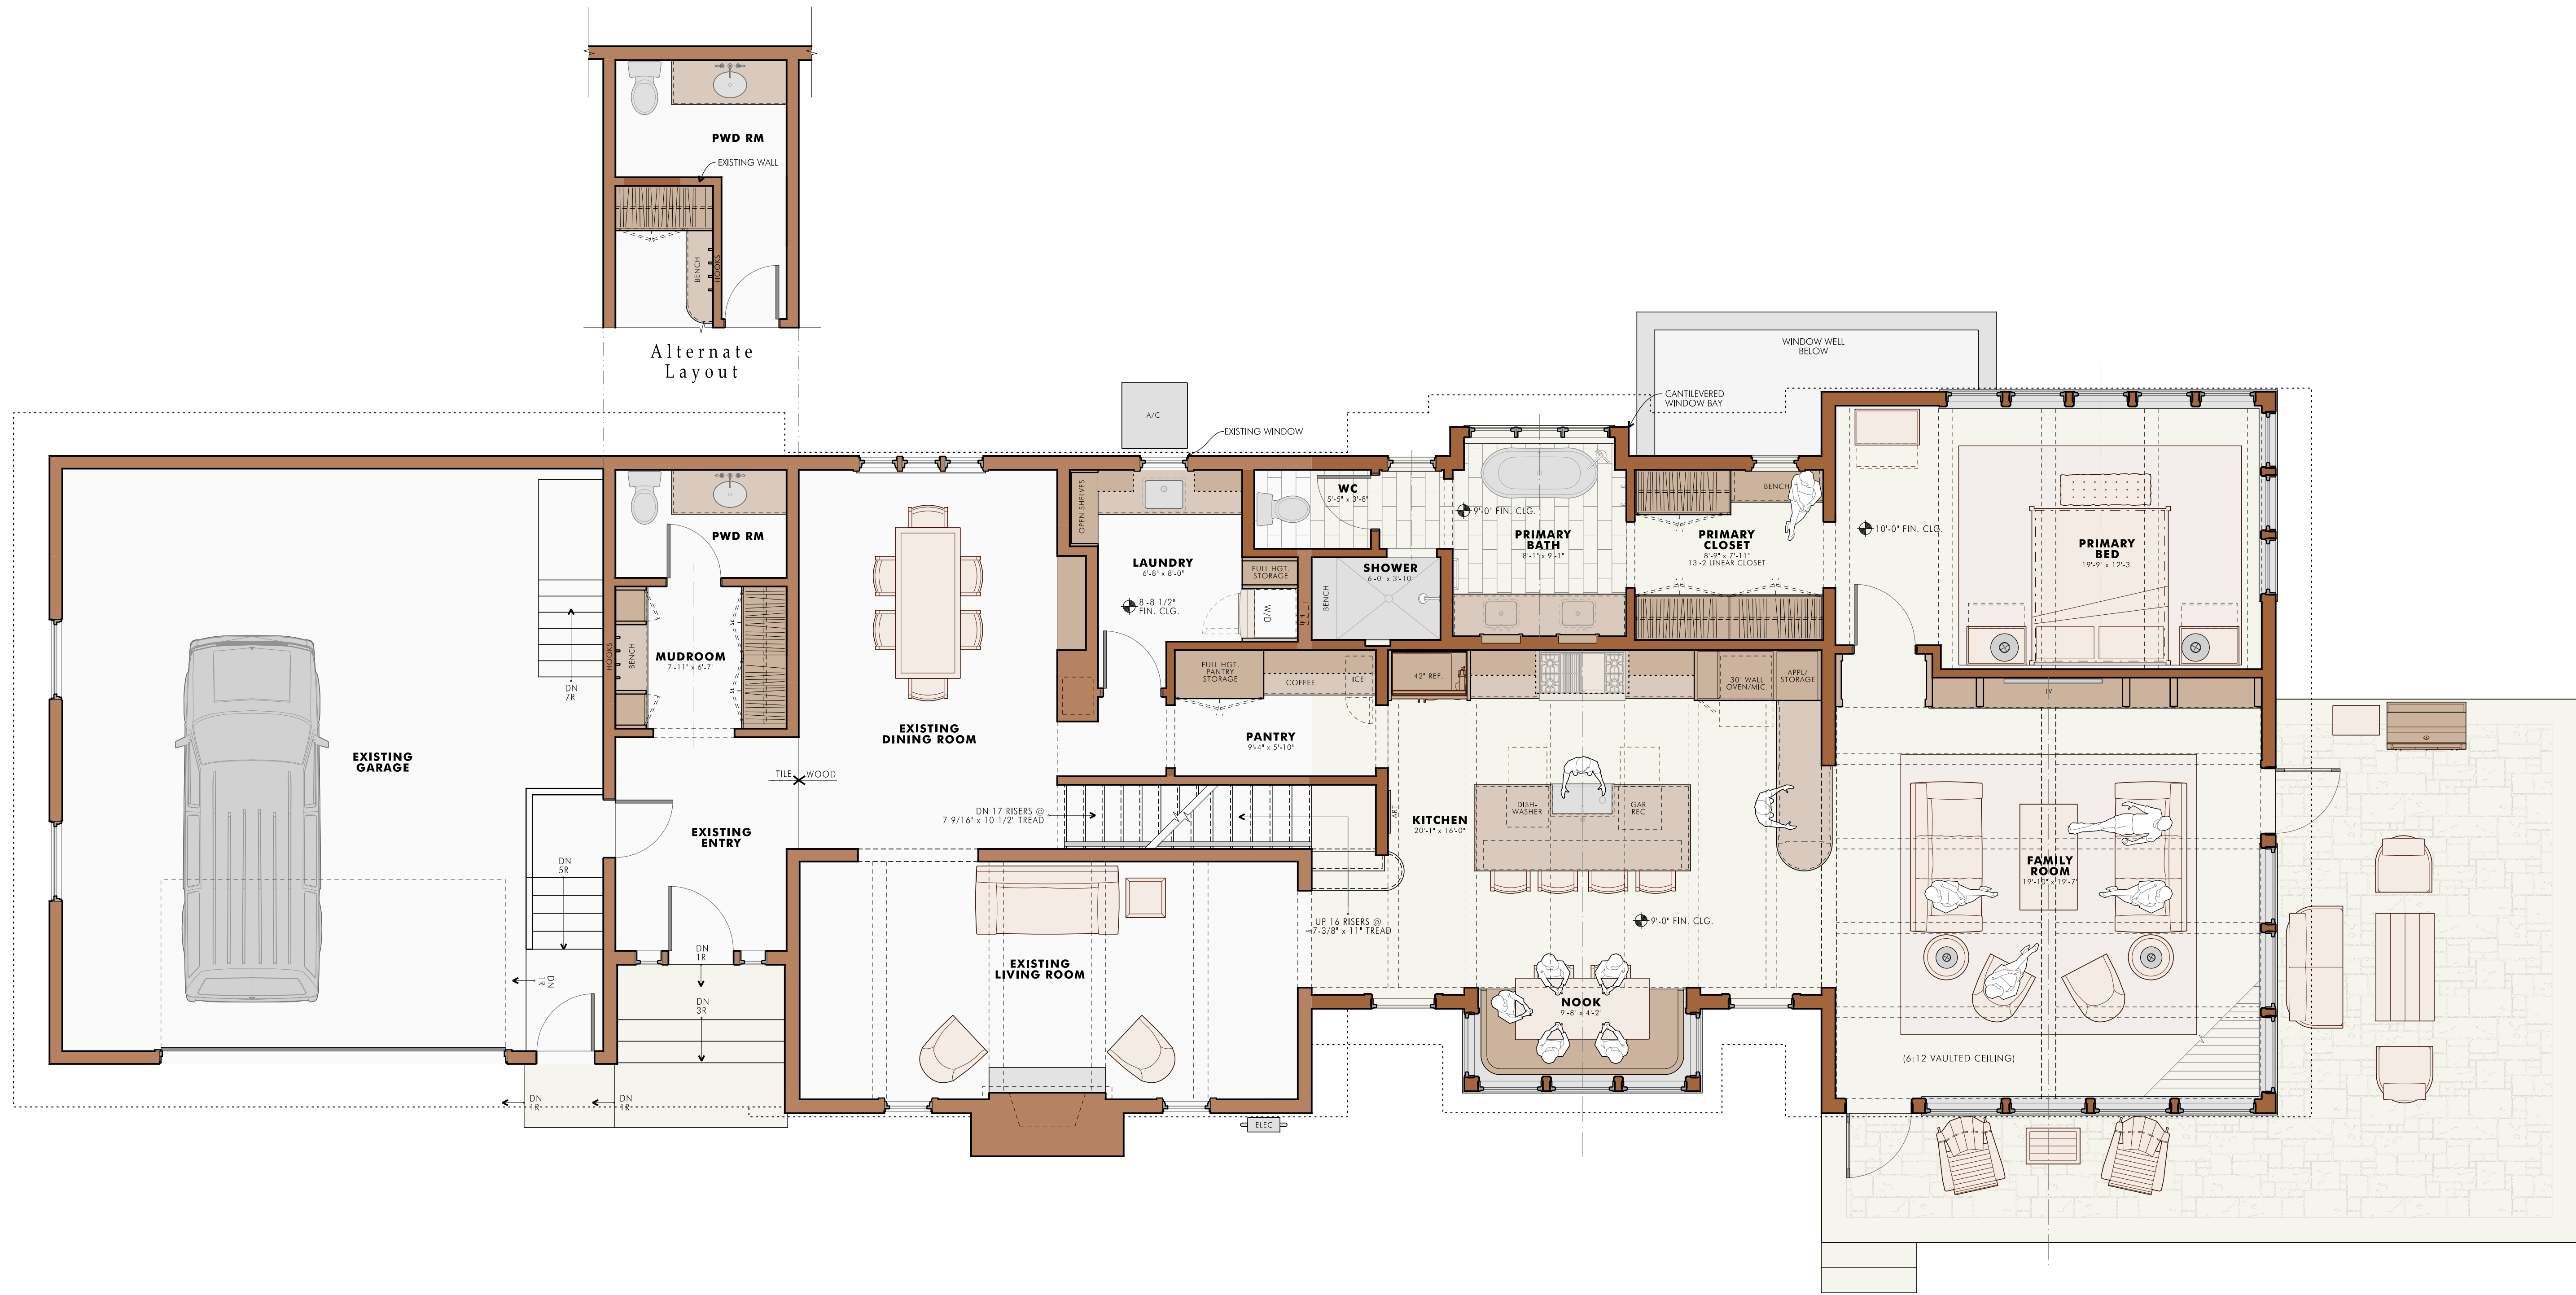 PWD RM
EXISTING WALL
BENCH
HOOKS
Alternate
Layout
WINDOW WELL
BELOW
CANTILEVERED
WINDOW BAY
A/C
EXISTING WINDOW
OPEN SHELVES
WC
5'-5" x 3'-8"
9'-0" FIN. CLG.
BENCH
10'-0" FIN. CLG.
PWD RM
PRIMARY
BATH
8'-1" x 9'-1"
PRIMARY
CLOSET
8'-9" x 7'-11"
13'-2 LINEAR CLOSET
PRIMARY
BED
19'-9" x 12'-3"
LAUNDRY
6'-8" x 8'-0"
FULL HGT.
STORAGE
SHOWER
6'-0" x 3'-10"
BENCH
8'-8 1/2"
FIN. CLG.
W/D
HOOKS
BENCH
MUDROOM
7'-11" x 6'-7"
DN
7R
FULL HGT.
PANTRY
STORAGE
COFFEE
ICE
42" REF.
30" WALL
OVEN/MIC.
APPL/
STORAGE
TV
EXISTING
DINING ROOM
PANTRY
9'-4" x 5'-10"
EXISTING
GARAGE
TILE
WOOD
DN 17 RISERS @
7 9/16" x 10 1/2" TREAD
ART
KITCHEN
20'-1" x 16'-0"
DISH-
WASHER
GAR
REC
EXISTING
ENTRY
DN
5R
FAMILY
ROOM
19'-10" x 19'-7"
UP 16 RISERS @
7-3/8" x 11" TREAD
9'-0" FIN. CLG.
DN
1R
EXISTING
LIVING ROOM
DN
1R
DN
3R
NOOK
9'-8" x 4'-2"
(6:12 VAULTED CEILING)
DN
1R
DN
1R
ELEC